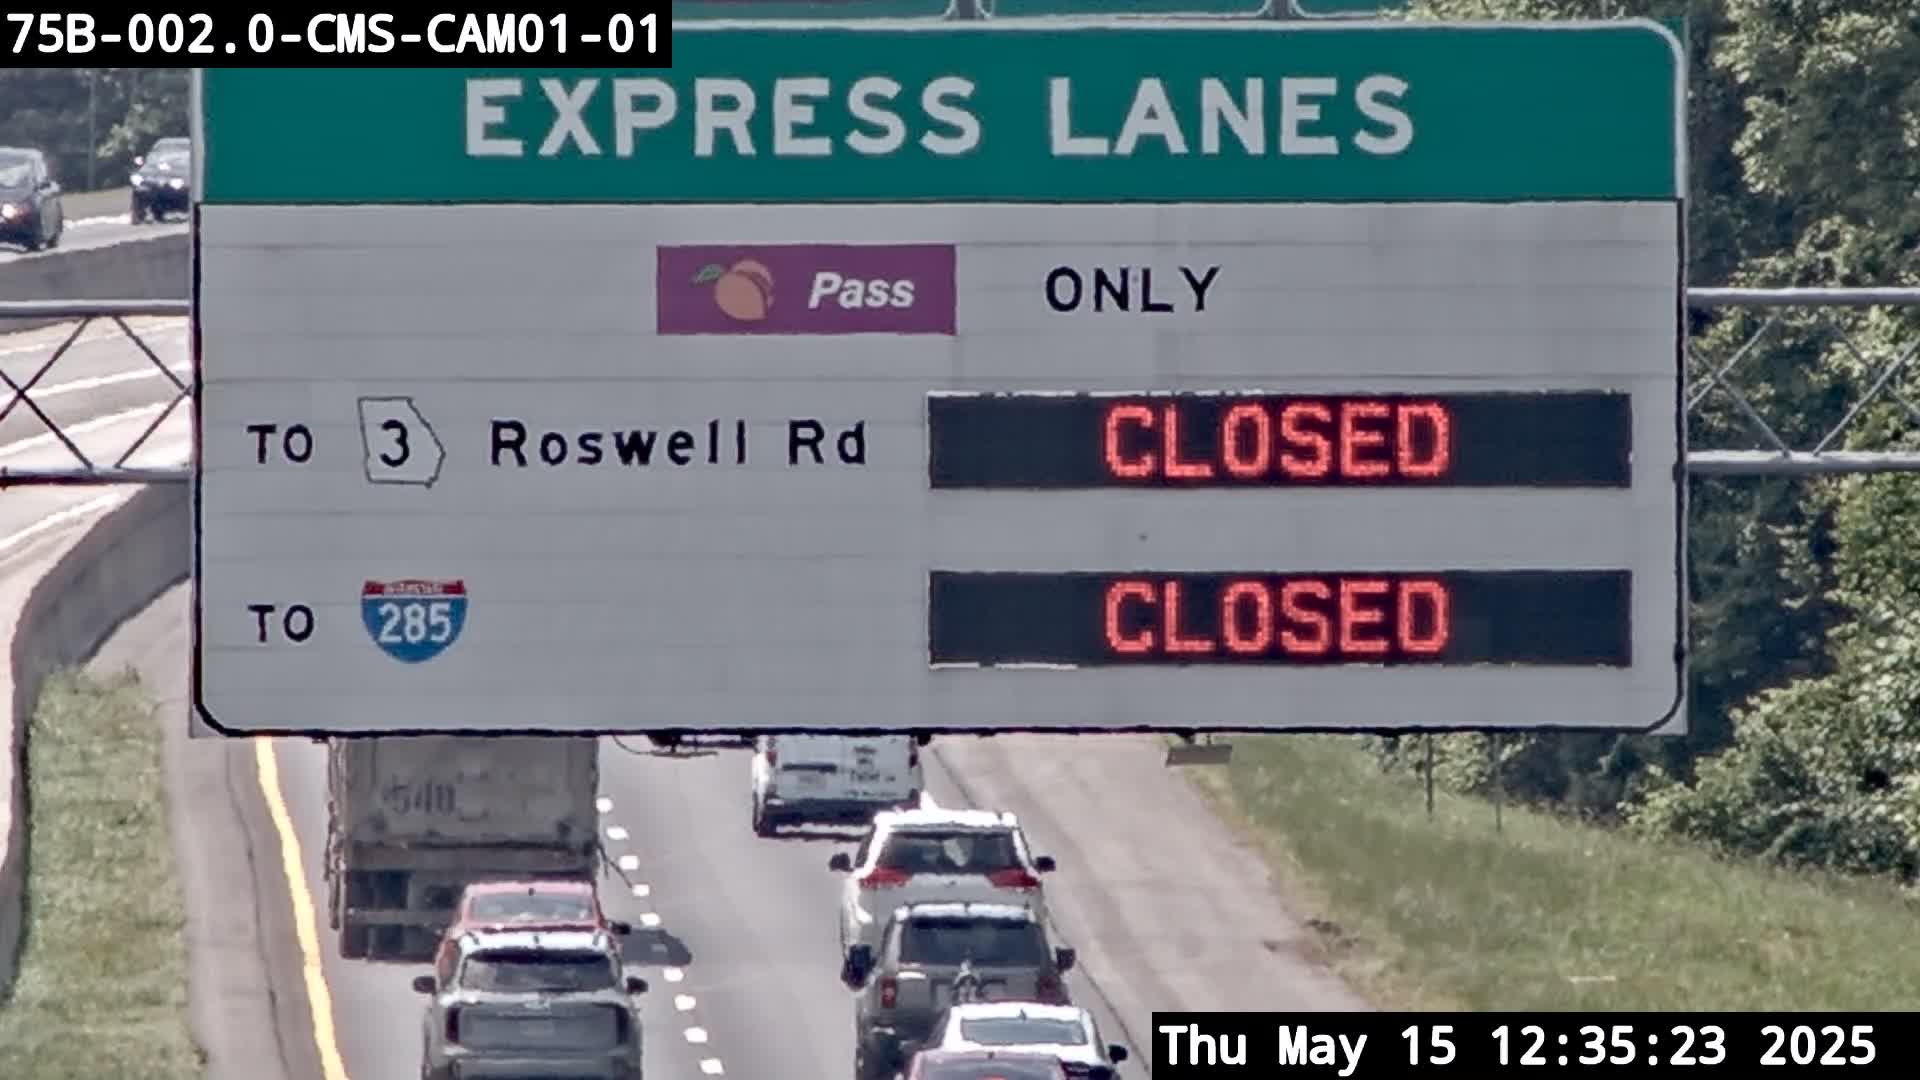 75B-002.0-CMS-CAM01-01
EXPRESS LANES
Pass ONLY
TO 3 Roswell Rd CLOSED
TO INTERSTATE 285 CLOSED
Thu May 15 12:35:23 2025